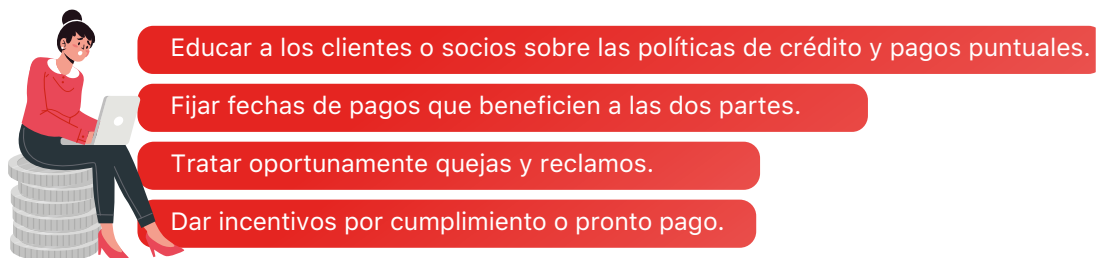 Educar a los clientes o socios sobre las políticas de crédito y pagos puntuales.
Fijar fechas de pagos que beneficien a las dos partes.
Tratar oportunamente quejas y reclamos.
Dar incentivos por cumplimiento o pronto pago.